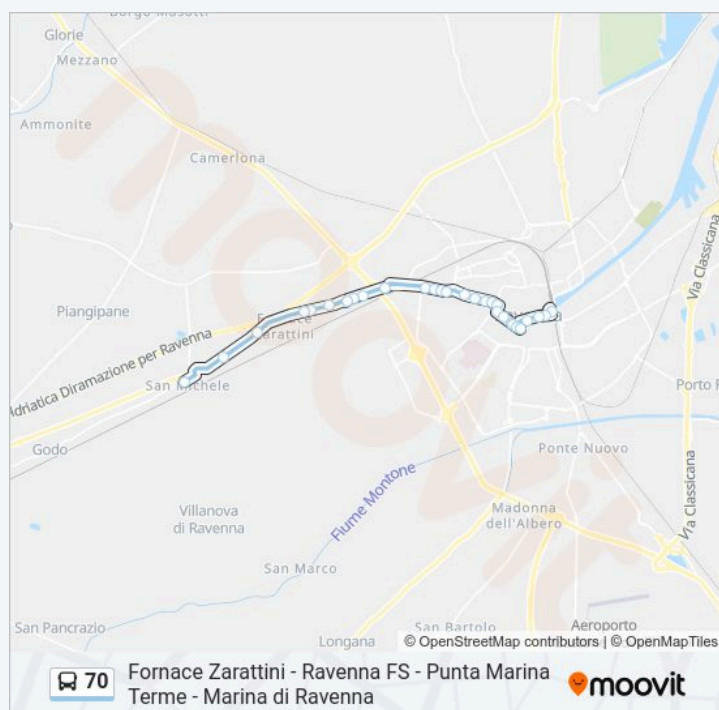 Borgo Masotti
Glorie
Mezzano
Ammonite
Camerlona
Piangipane
Fornace
Zarattini
Ravenna
Adriatica Diramazione per Ravenna
San Michele
Godo
Via Classicana
Porto F
Ponte Nuovo
Fiume Montone
Villanova
di Ravenna
Madonna
dell'Albero
Via Classicana
San Marco
San Pancrazio
San Bartolo
Aeroporto
Longana
© OpenStreetMap contributors | © OpenMapTiles
moovit
70
Fornace Zarattini - Ravenna FS - Punta Marina
Terme - Marina di Ravenna
moovit